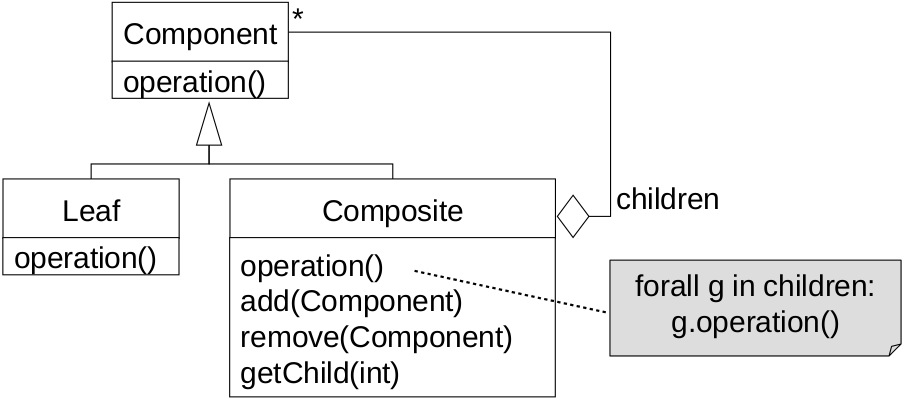 Component
*
operation()
Leaf
operation()
Composite
operation()
add(Component)
remove(Component)
getChild(int)
children
forall g in children:
g.operation()